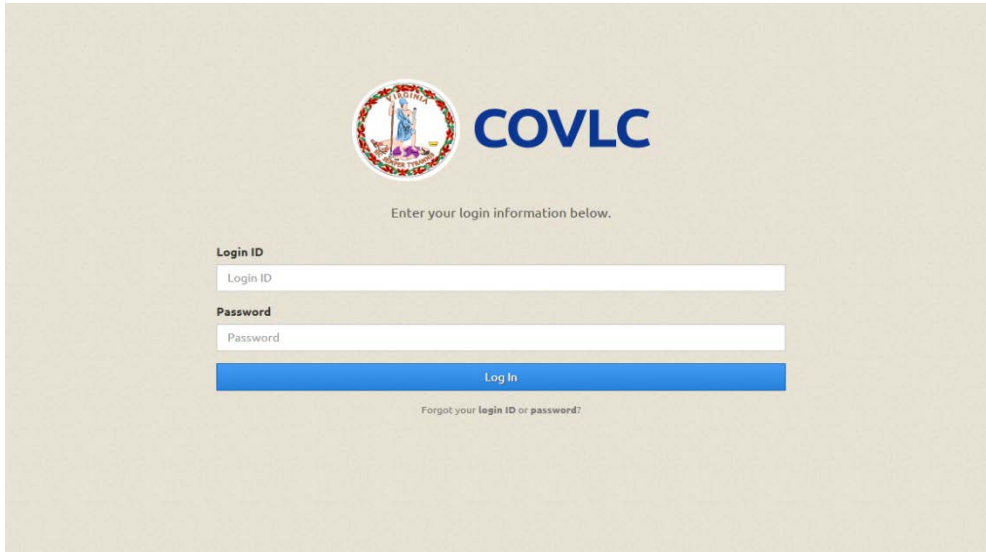 VIRGINIA
SIC SEMPER TYRANNIS
COVLC
Enter your login information below.
Login ID
Login ID
Password
Password
Log In
Forgot your login ID or password?